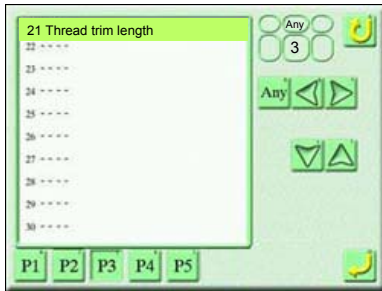 21 Thread trim length
22 - - - -
23 - - - -
24 - - - -
25 - - - -
26 - - - -
27 - - - -
28 - - - -
29 - - - -
30 - - - -
Any
3
Any
P1 P2 P3 P4 P5